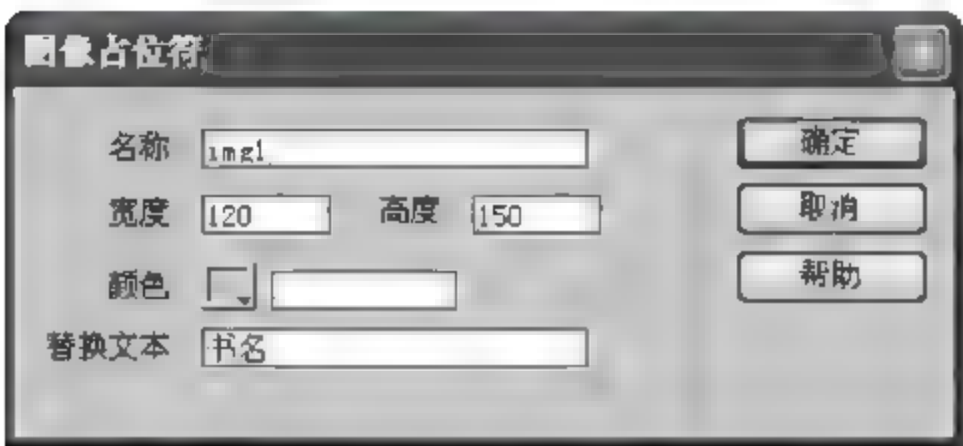 图像占位符
名称 img1 确定
宽度 120 高度 150 取消
颜色 帮助
替换文本 书名